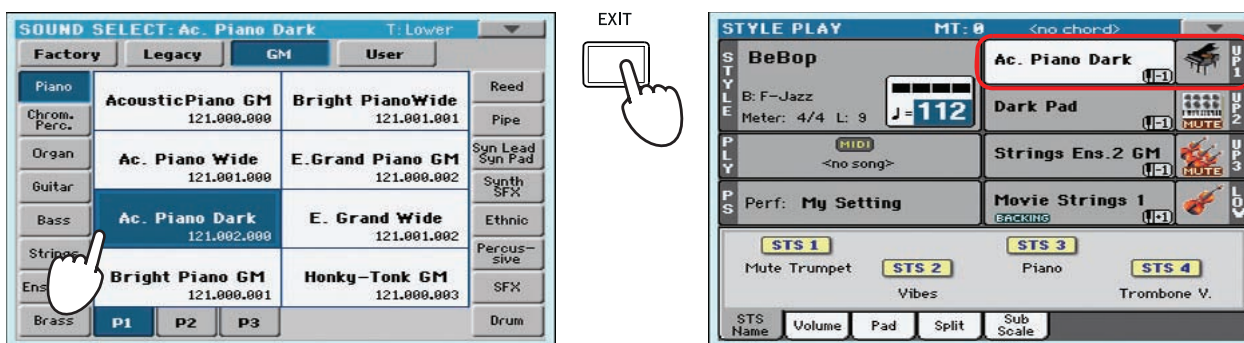 SOUND SELECT: Ac. Piano Dark T: Lower
Factory Legacy GM User
Piano
Chrom. Perc.
Organ
Guitar
Bass
Strings
Brass
AcousticPiano GM
121.000.000
Bright PianoWide
121.001.001
Ac. Piano Wide
121.001.000
E.Grand Piano GM
121.000.002
Ac. Piano Dark
121.002.000
E. Grand Wide
121.001.002
Bright Piano GM
121.000.001
Honky-Tonk GM
121.000.003
P1 P2 P3
Reed
Pipe
Syn Lead
Syn Pad
Synth
SFX
Ethnic
Percus-
sive
SFX
Drum
EXIT
STYLE PLAY MT: 0 <no chord>
STYLE
BeBop
B: F-Jazz
Meter: 4/4 L: 9 ♩=112
PLY
MIDI
<no song>
PS
Perf: My Setting
Ac. Piano Dark
-1
UP1
Dark Pad
-1
MUTE
UP2
Strings Ens.2 GM
-1
MUTE
UP3
Movie Strings 1
BACKING
+1
LOW
STS 1
Mute Trumpet
STS 2
Vibes
STS 3
Piano
STS 4
Trombone V.
STS Name
Volume
Pad
Split
Sub Scale